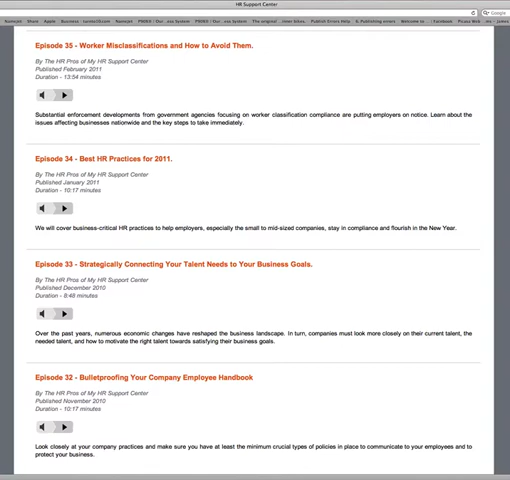 HR Support Center
Google
Episode 35 - Worker Misclassifications and How to Avoid Them.
By The HR Pros of My HR Support Center
Published February 2011
Duration - 13:54 minutes
Substantial enforcement developments from government agencies focusing on worker classification compliance are putting employers on notice. Learn about the
issues affecting businesses nationwide and the key steps to take immediately.
Episode 34 - Best HR Practices for 2011.
By The HR Pros of My HR Support Center
Published January 2011
Duration - 10:17 minutes
We will cover business-critical HR practices to help employers, especially the small to mid-sized companies, stay in compliance and flourish in the New Year.
Episode 33 - Strategically Connecting Your Talent Needs to Your Business Goals.
By The HR Pros of My HR Support Center
Published December 2010
Duration - 8:48 minutes
Over the past years, numerous economic changes have reshaped the business landscape. In turn, companies must look more closely on their current talent, the
needed talent, and how to motivate the right talent towards satisfying their business goals.
Episode 32 - Bulletproofing Your Company Employee Handbook
By The HR Pros of My HR Support Center
Published November 2010
Duration - 10:17 minutes
Look closely at your company practices and make sure you have at least the minimum crucial types of policies in place to communicate to your employees and to
protect your business.